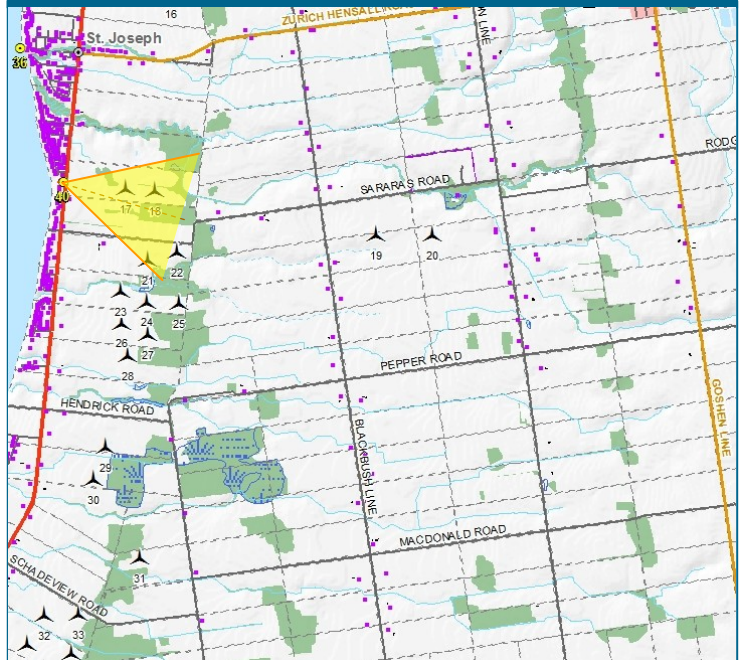 16
ZURICH HENSALL ROAD
St. Joseph
36
RODG
SARARAS ROAD
40
17
18
19
20
21
22
23
24
25
26
27
28
PEPPER ROAD
HENDRICK ROAD
GOSHEN LINE
BLACKBUSH LINE
29
30
MACDONALD ROAD
31
SCHADEVIEW ROAD
32
33